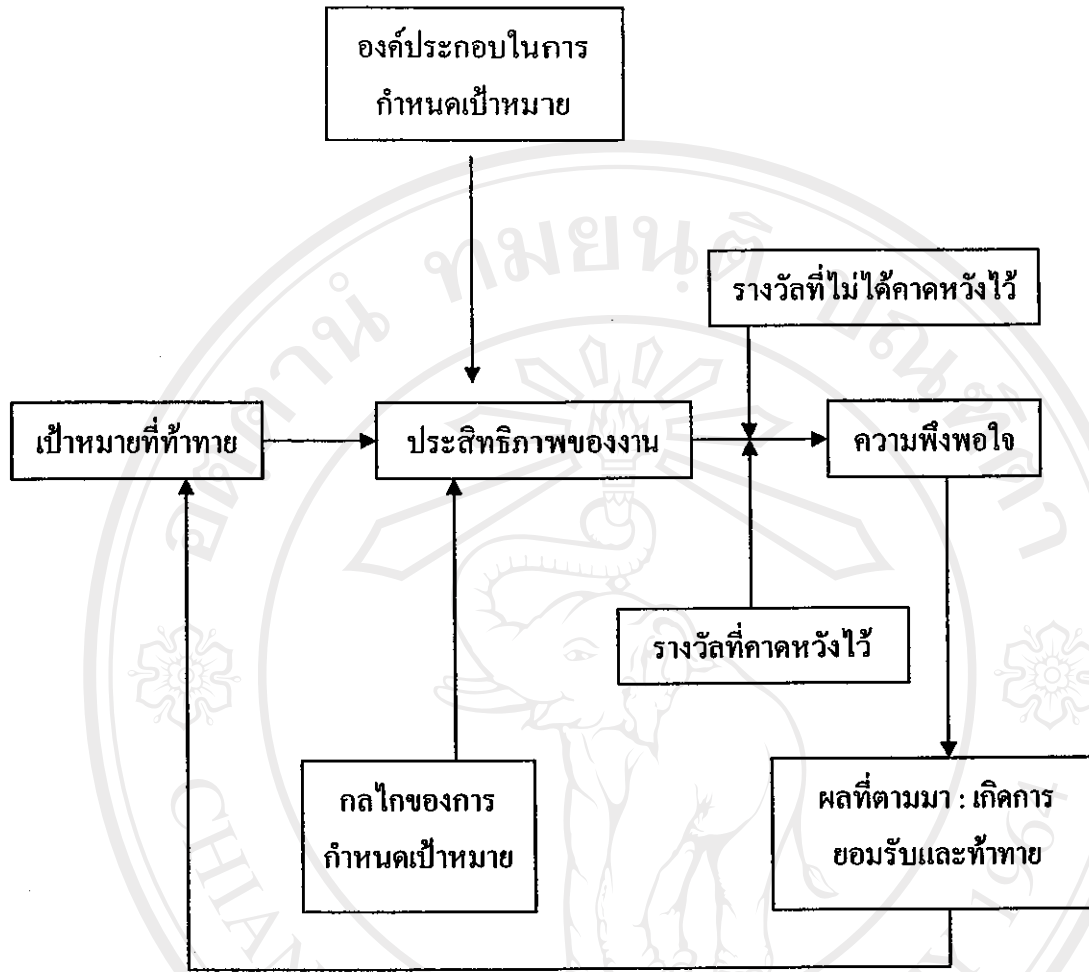 องค์ประกอบในการ
กำหนดเป้าหมาย
รางวัลที่ไม่ได้คาดหวังไว้
เป้าหมายที่ท้าทาย
ประสิทธิภาพของงาน
ความพึงพอใจ
รางวัลที่คาดหวังไว้
กลไกของการ
กำหนดเป้าหมาย
ผลที่ตามมา : เกิดการ
ยอมรับและท้าทาย
CHIAN
1964